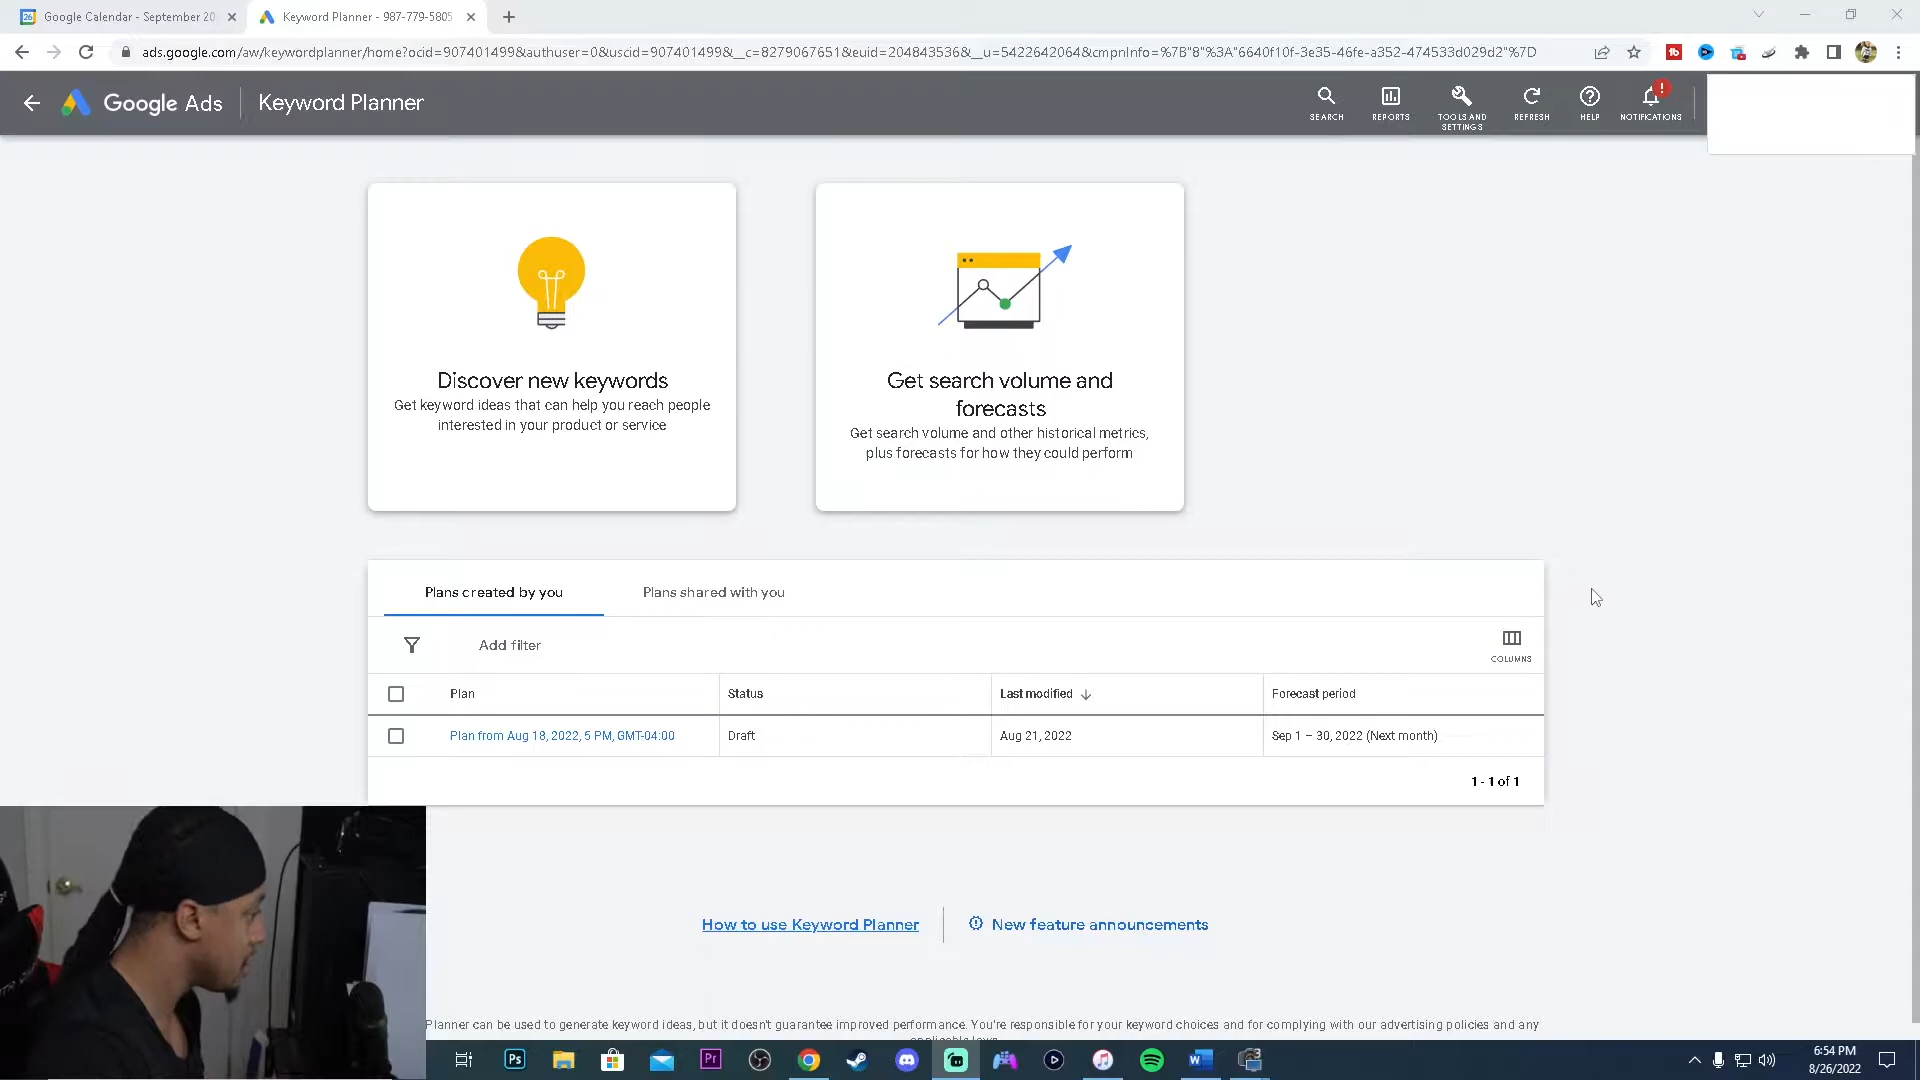 Google Calendar - September 20
Keyword Planner - 987-779-5805
ads.google.com/aw/keywordplanner/home?ocid=907401499&authuser=0&uscid=907401499&__c=8279067651&euid=204843536&__u=5422642064&cmpnInfo=%7B"8"%3A"6640f10f-3e35-46fe-a352-474533d029d2"%7D
Google Ads
Keyword Planner
SEARCH
REPORTS
TOOLS AND
SETTINGS
REFRESH
HELP
!
NOTIFICATIONS
Discover new keywords
Get keyword ideas that can help you reach people
interested in your product or service
Get search volume and
forecasts
Get search volume and other historical metrics,
plus forecasts for how they could perform
Plans created by you
Plans shared with you
Add filter
COLUMNS
Plan
Status
Last modified
Forecast period
Plan from Aug 18, 2022, 5 PM, GMT-04:00
Draft
Aug 21, 2022
Sep 1 – 30, 2022 (Next month)
1 - 1 of 1
How to use Keyword Planner
New feature announcements
Planner can be used to generate keyword ideas, but it doesn't guarantee improved performance. You're responsible for your keyword choices and for complying with our advertising policies and any
applicable laws.
Ps
Pr
W
6:54 PM
8/26/2022